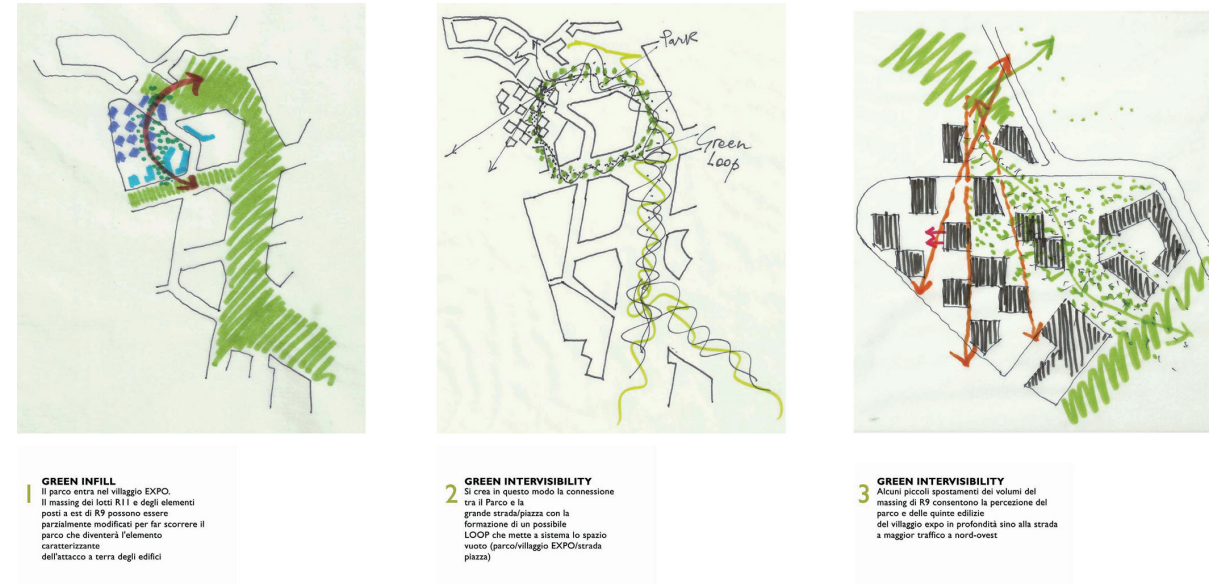 Park
Green
Loop
1
GREEN INFILL
Il parco entra nel villaggio EXPO.
Il massing dei lotti R11 e degli elementi
posti a est di R9 possono essere
parzialmente modificati per far scorrere il
parco che diventerà l'elemento
caratterizzante
dell'attacco a terra degli edifici
2
GREEN INTERVISIBILITY
Si crea in questo modo la connessione
tra il Parco e la
grande strada/piazza con la
formazione di un possibile
LOOP che mette a sistema lo spazio
vuoto (parco/villaggio EXPO/strada
piazza)
3
GREEN INTERVISIBILITY
Alcuni piccoli spostamenti dei volumi del
massing di R9 consentono la percezione del
parco e delle quinte edilizie
del villaggio expo in profondità sino alla strada
a maggior traffico a nord-ovest